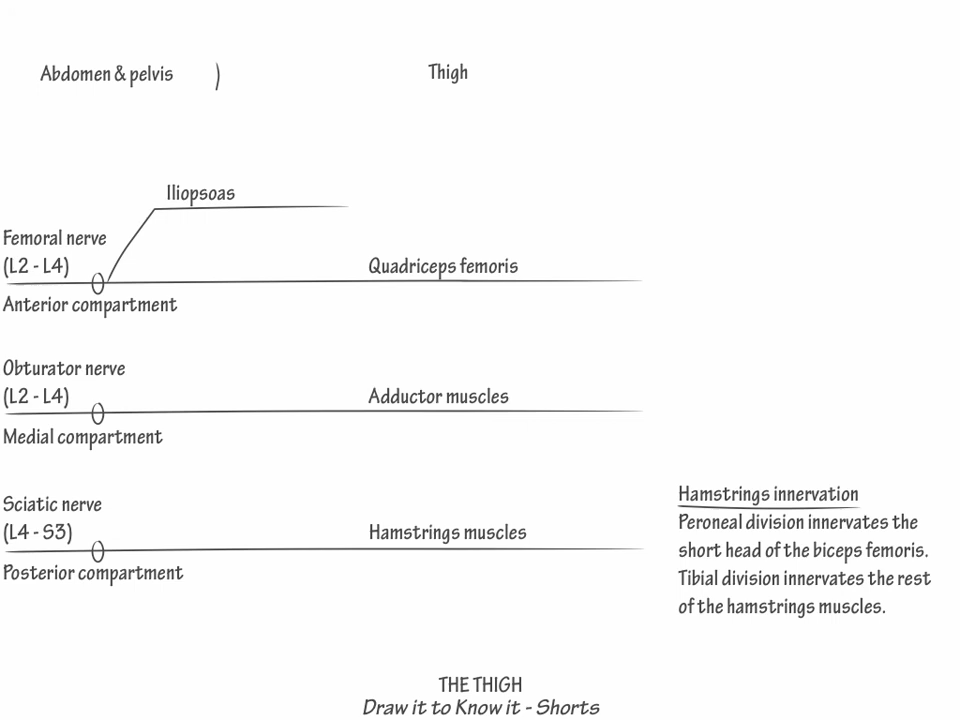 Abdomen & pelvis ) Thigh
Iliopsoas
Femoral nerve
(L2 - L4) Quadriceps femoris
Anterior compartment
Obturator nerve
(L2 - L4) Adductor muscles
Medial compartment
Sciatic nerve
(L4 - S3) Hamstrings muscles
Posterior compartment
Hamstrings innervation
Peroneal division innervates the
short head of the biceps femoris.
Tibial division innervates the rest
of the hamstrings muscles.
THE THIGH
Draw it to Know it - Shorts